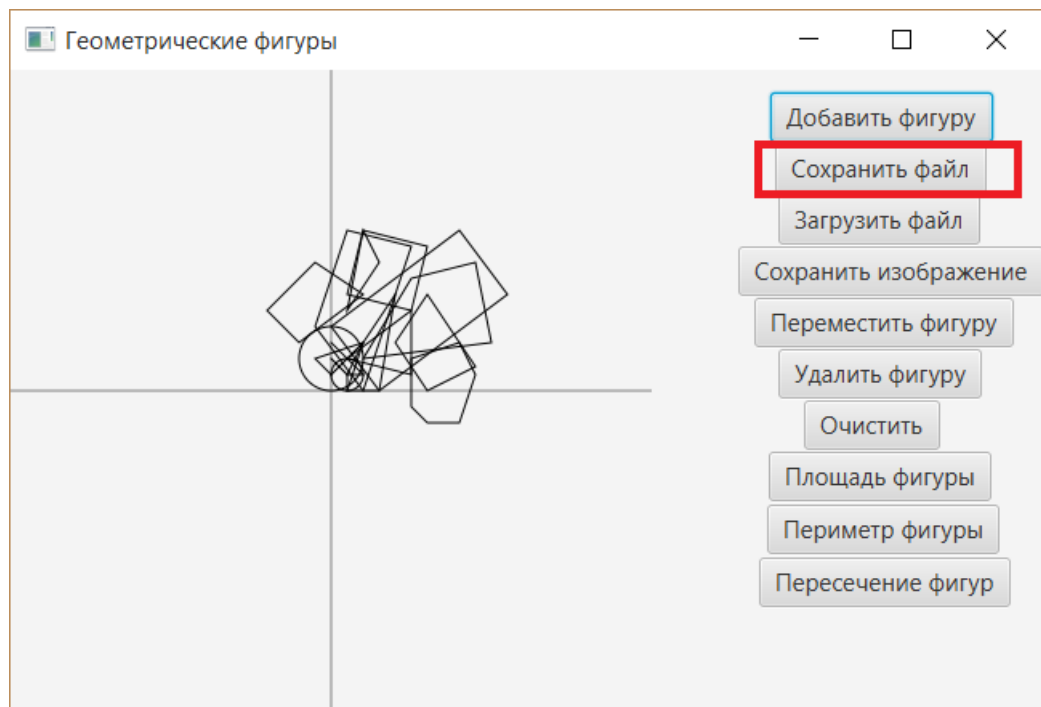 Геометрические фигуры
Добавить фигуру
Сохранить файл
Загрузить файл
Сохранить изображение
Переместить фигуру
Удалить фигуру
Очистить
Площадь фигуры
Периметр фигуры
Пересечение фигур